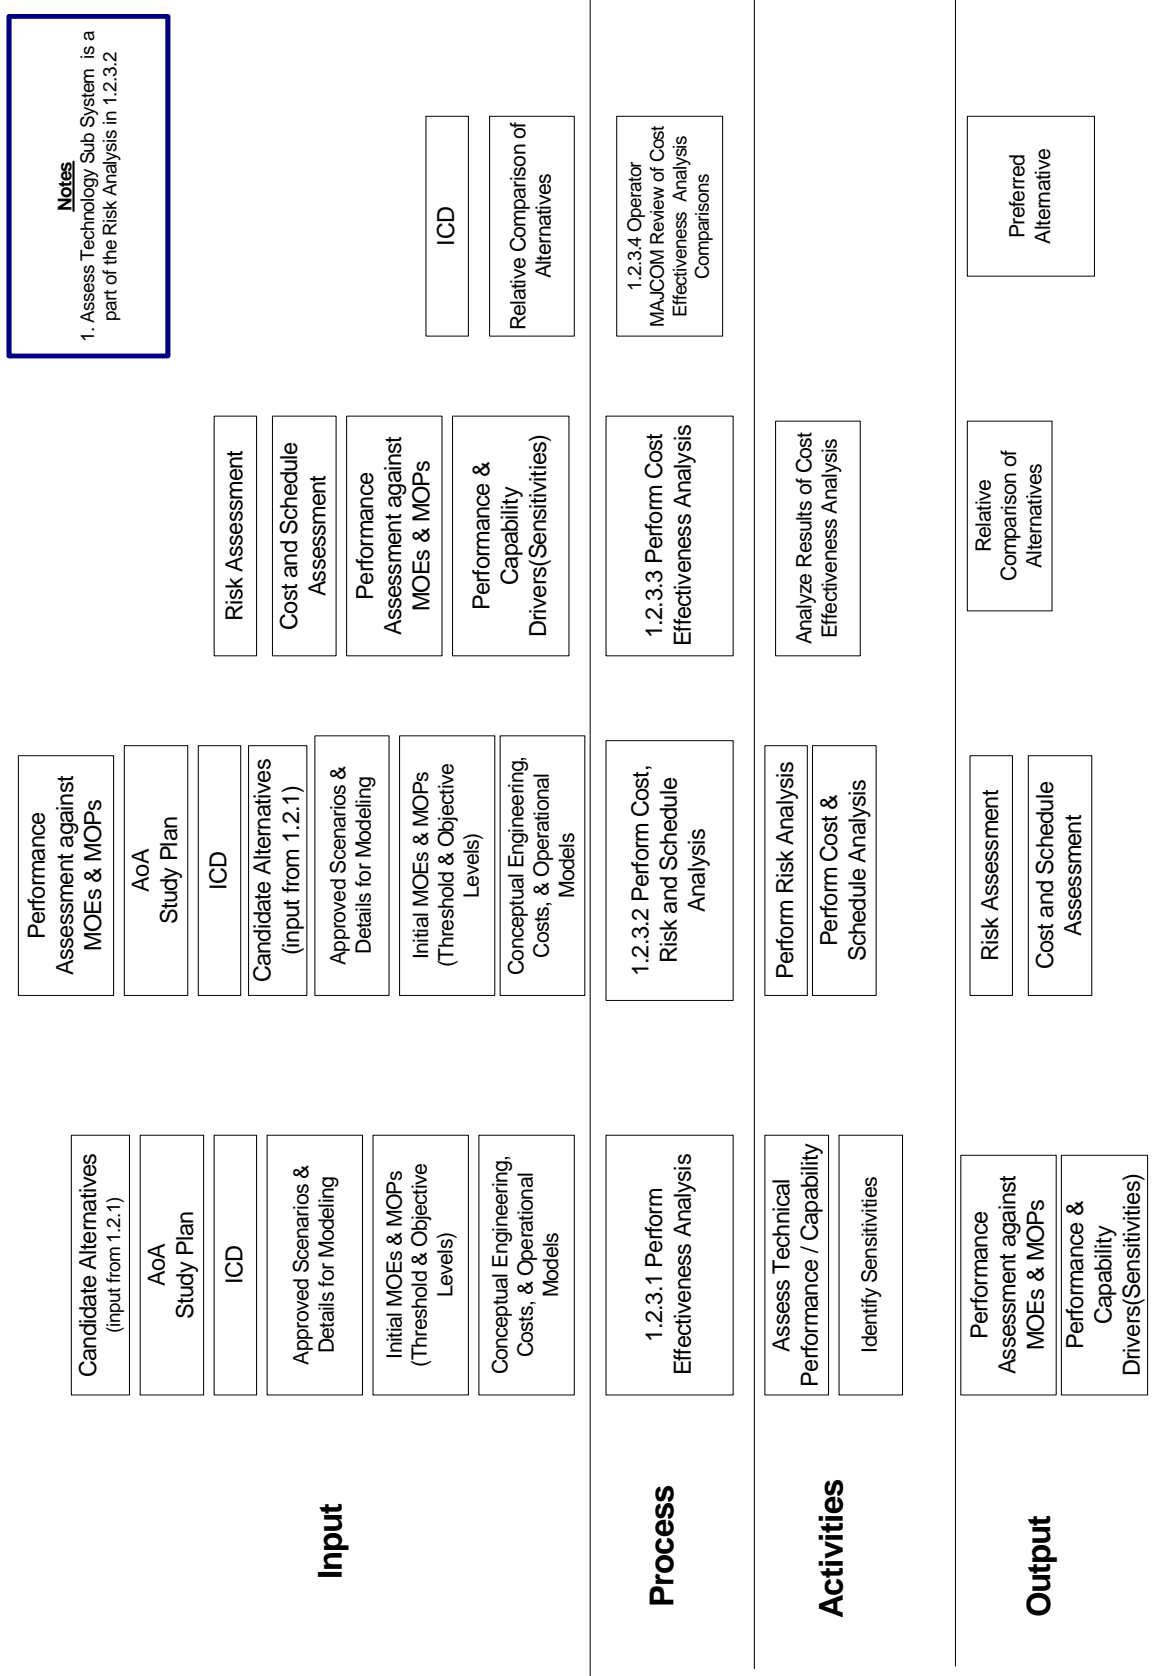 Input
Candidate Alternatives
(input from 1.2.1)
AoA
Study Plan
ICD
Approved Scenarios &
Details for Modeling
Initial MOEs & MOPs
(Threshold & Objective
Levels)
Conceptual Engineering,
Costs, & Operational
Models
Performance
Assessment against
MOEs & MOPs
AoA
Study Plan
ICD
Candidate Alternatives
(input from 1.2.1)
Approved Scenarios &
Details for Modeling
Initial MOEs & MOPs
(Threshold & Objective
Levels)
Conceptual Engineering,
Costs, & Operational
Models
Risk Assessment
Cost and Schedule
Assessment
Performance
Assessment against
MOEs & MOPs
Performance &
Capability
Drivers(Sensitivities)
ICD
Relative Comparison of
Alternatives
Notes
1. Assess Technology Sub System is a
part of the Risk Analysis in 1.2.3.2
Process
1.2.3.1 Perform
Effectiveness Analysis
1.2.3.2 Perform Cost,
Risk and Schedule
Analysis
1.2.3.3 Perform Cost
Effectiveness Analysis
1.2.3.4 Operator
MAJCOM Review of Cost
Effectiveness Analysis
Comparisons
Activities
Assess Technical
Performance / Capability
Identify Sensitivities
Perform Risk Analysis
Perform Cost &
Schedule Analysis
Analyze Results of Cost
Effectiveness Analysis
Output
Performance
Assessment against
MOEs & MOPs
Performance &
Capability
Drivers(Sensitivities)
Risk Assessment
Cost and Schedule
Assessment
Relative
Comparison of
Alternatives
Preferred
Alternative